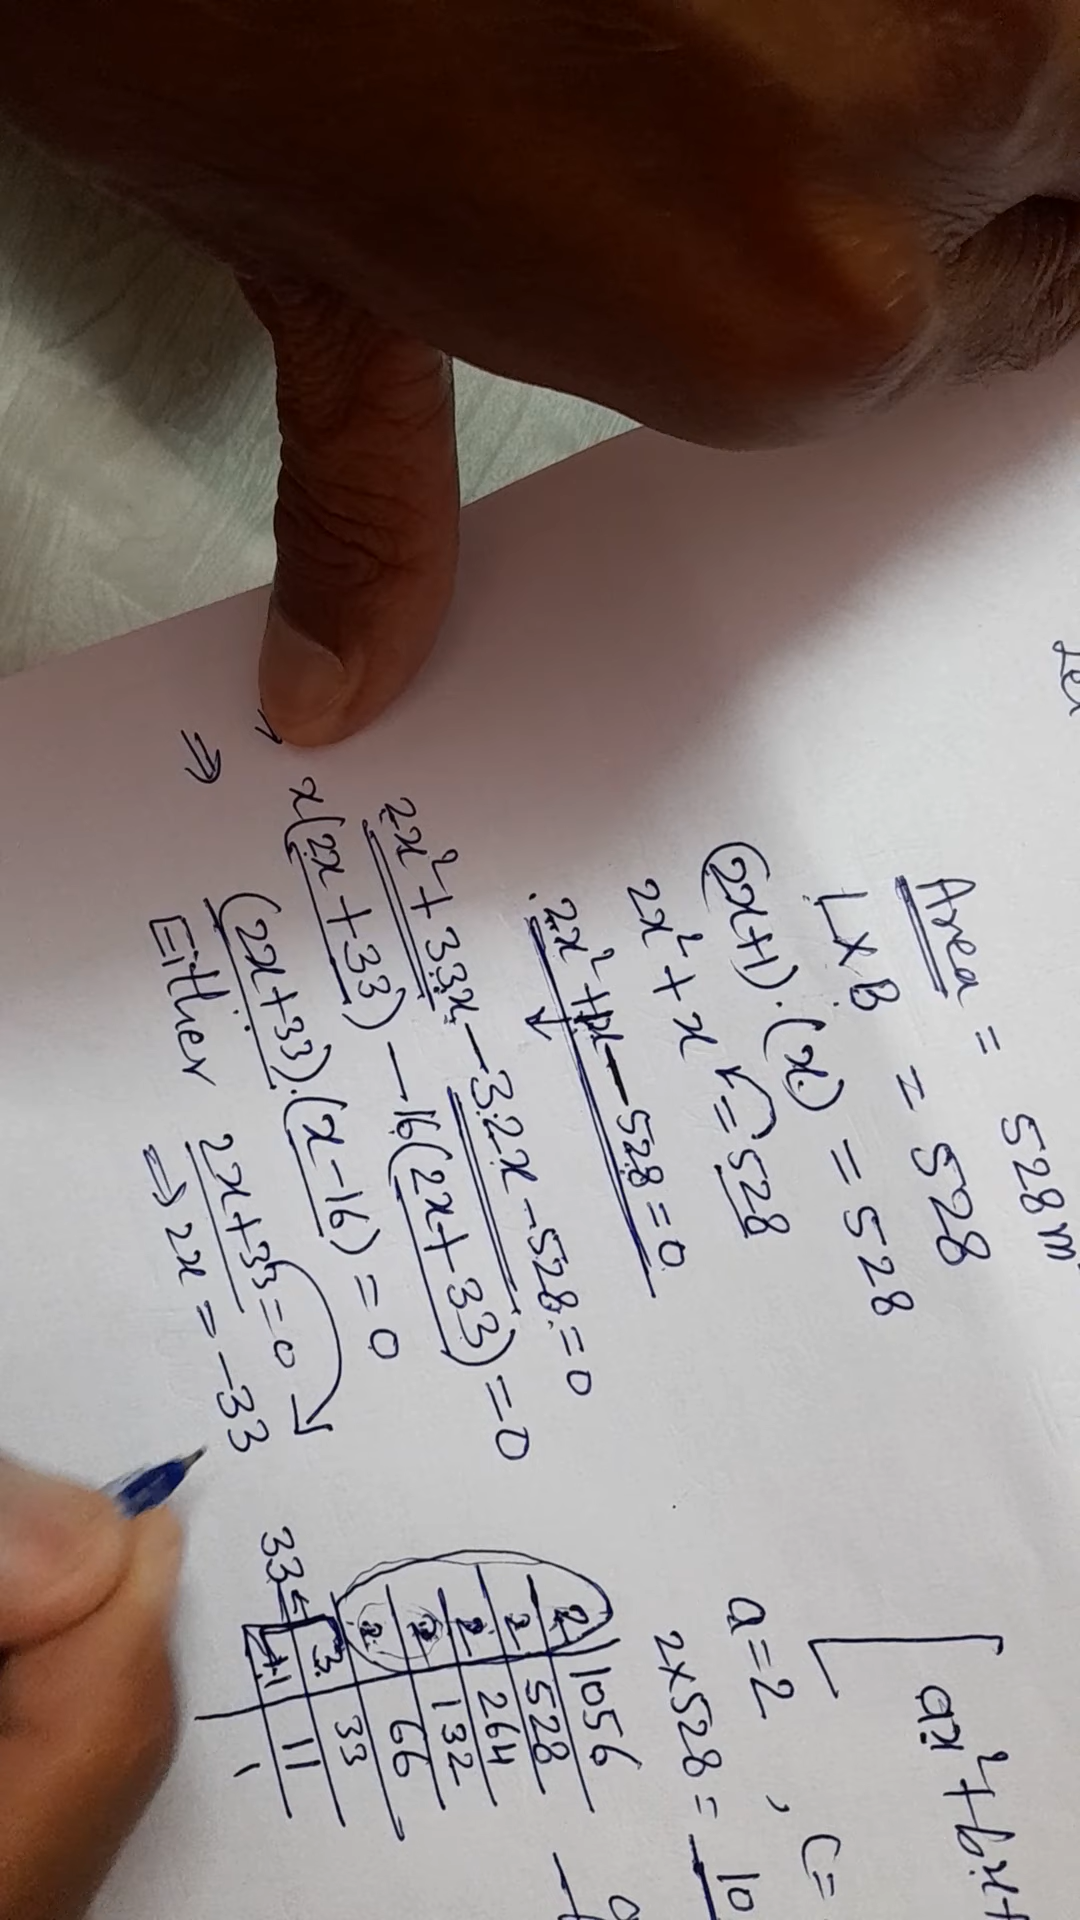 Area = 528m
L×B = 528
(2x+1).(x) = 528
2x² + x = 528
2x² + 1x - 528 = 0
2x² + 33x - 32x - 528 = 0
x(2x+33) - 16(2x+33) = 0
⇒ (2x+33).(x-16) = 0
Either 2x+33 = 0
⇒ 2x = -33
ax² + bx +
a=2 , C=
2×528 = 10
2 | 1056
2 | 528
2 | 264
2 | 132
2 | 66
3 | 33
11 | 11
1
33